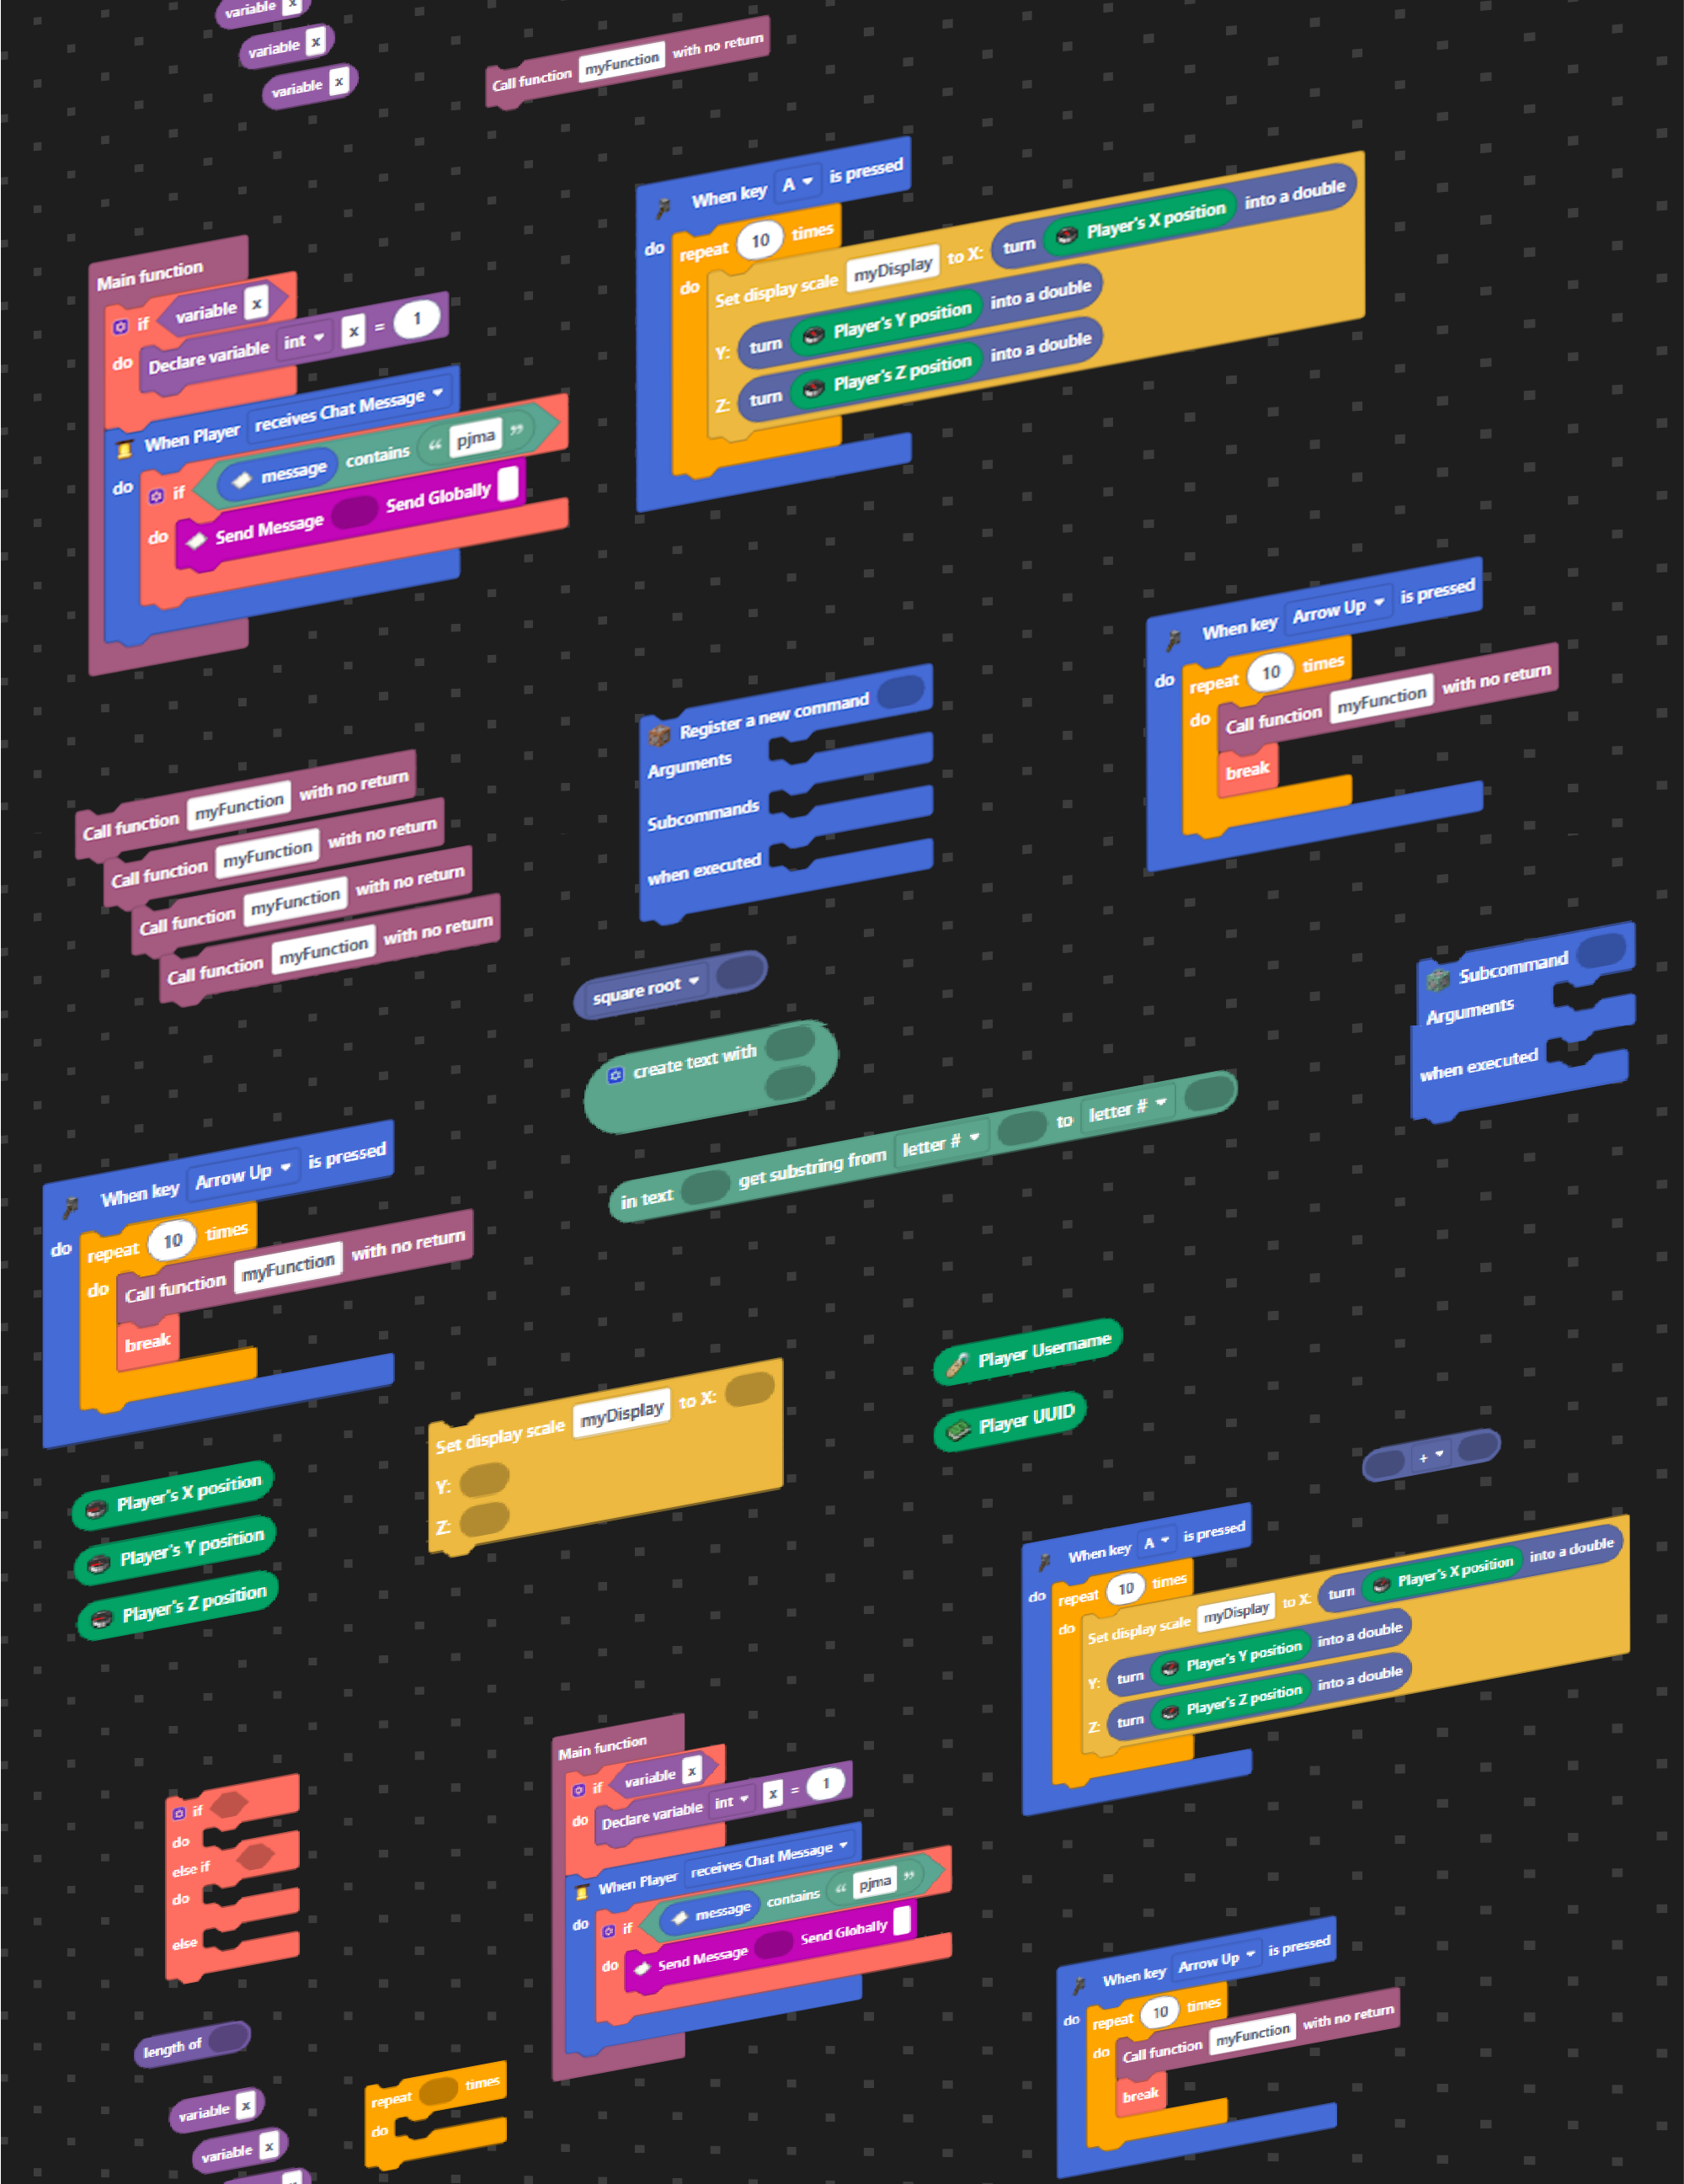 variable x
variable x
variable x
Call function myFunction with no return
When key A is pressed
do repeat 10 times
do Set display scale myDisplay to X: turn Player's X position into a double
Y: turn Player's Y position into a double
Z: turn Player's Z position into a double
Main function
if variable x
do Declare variable int x = 1
When Player receives Chat Message
do if message contains “ pjma ”
do Send Message Send Globally
When key Arrow Up is pressed
do repeat 10 times
do Call function myFunction with no return
break
Register a new command
Arguments
Subcommands
when executed
Call function myFunction with no return
Call function myFunction with no return
Call function myFunction with no return
Call function myFunction with no return
Subcommand
Arguments
when executed
square root
create text with
in text get substring from letter # to letter #
When key Arrow Up is pressed
do repeat 10 times
do Call function myFunction with no return
break
Player Username
Player UUID
Set display scale myDisplay to X:
Y:
Z:
+
Player's X position
Player's Y position
Player's Z position
When key A is pressed
do repeat 10 times
do Set display scale myDisplay to X: turn Player's X position into a double
Y: turn Player's Y position into a double
Z: turn Player's Z position into a double
Main function
if variable x
do Declare variable int x = 1
When Player receives Chat Message
do if message contains “ pjma ”
do Send Message Send Globally
if
do
else if
do
else
When key Arrow Up is pressed
do repeat 10 times
do Call function myFunction with no return
break
length of
variable x
variable x
repeat times
do